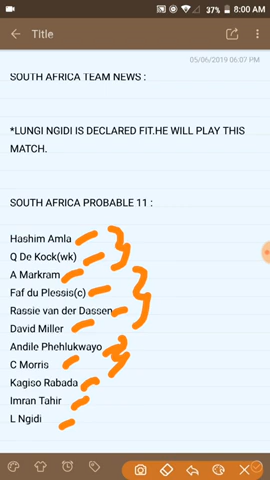 37% 8:00 AM
Title
05/06/2019 06:07 PM
SOUTH AFRICA TEAM NEWS :
*LUNGI NGIDI IS DECLARED FIT.HE WILL PLAY THIS
MATCH.
SOUTH AFRICA PROBABLE 11 :
Hashim Amla
Q De Kock(wk)
A Markram
Faf du Plessis(c)
Rassie van der Dassen
David Miller
Andile Phehlukwayo
C Morris
Kagiso Rabada
Imran Tahir
L Ngidi